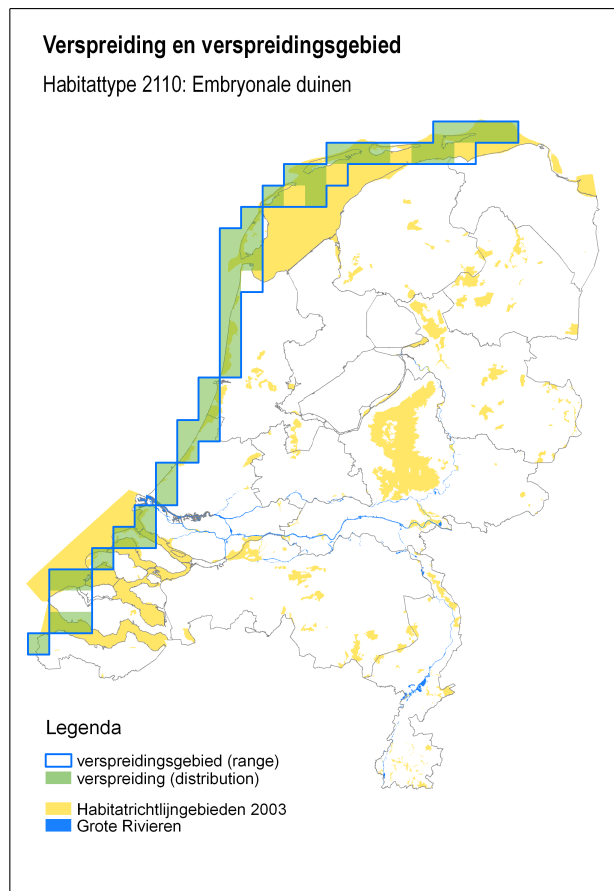 Verspreiding en verspreidingsgebied
Habitattype 2110: Embryonale duinen
Legenda
verspreidingsgebied (range)
verspreiding (distribution)
Habitatrichtlijngebieden 2003
Grote Rivieren